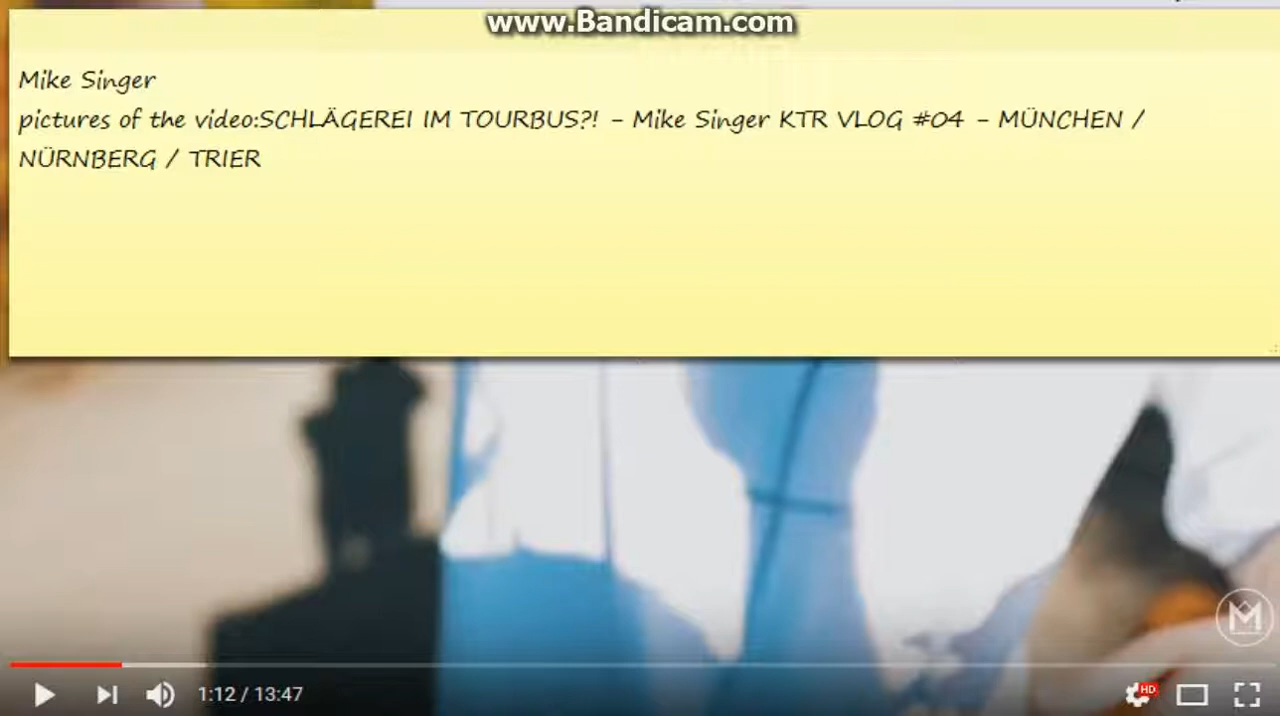 www.Bandicam.com
Mike Singer
pictures of the video:SCHLÄGEREI IM TOURBUS?! - Mike Singer KTR VLOG #04 - MÜNCHEN /
NÜRNBERG / TRIER
M
1:12 / 13:47
HD